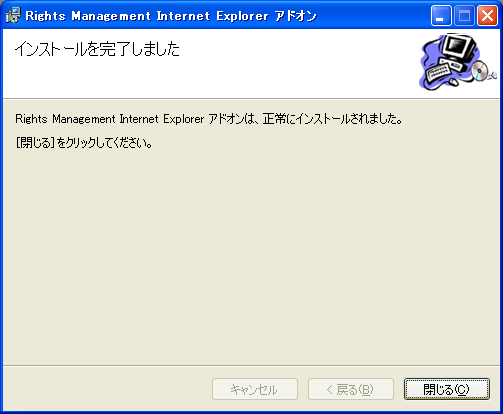 Rights Management Internet Explorer アドオン
インストールを完了しました
Rights Management Internet Explorer アドオンは、正常にインストールされました。
[閉じる]をクリックしてください。
キャンセル
< 戻る(B)
閉じる(C)